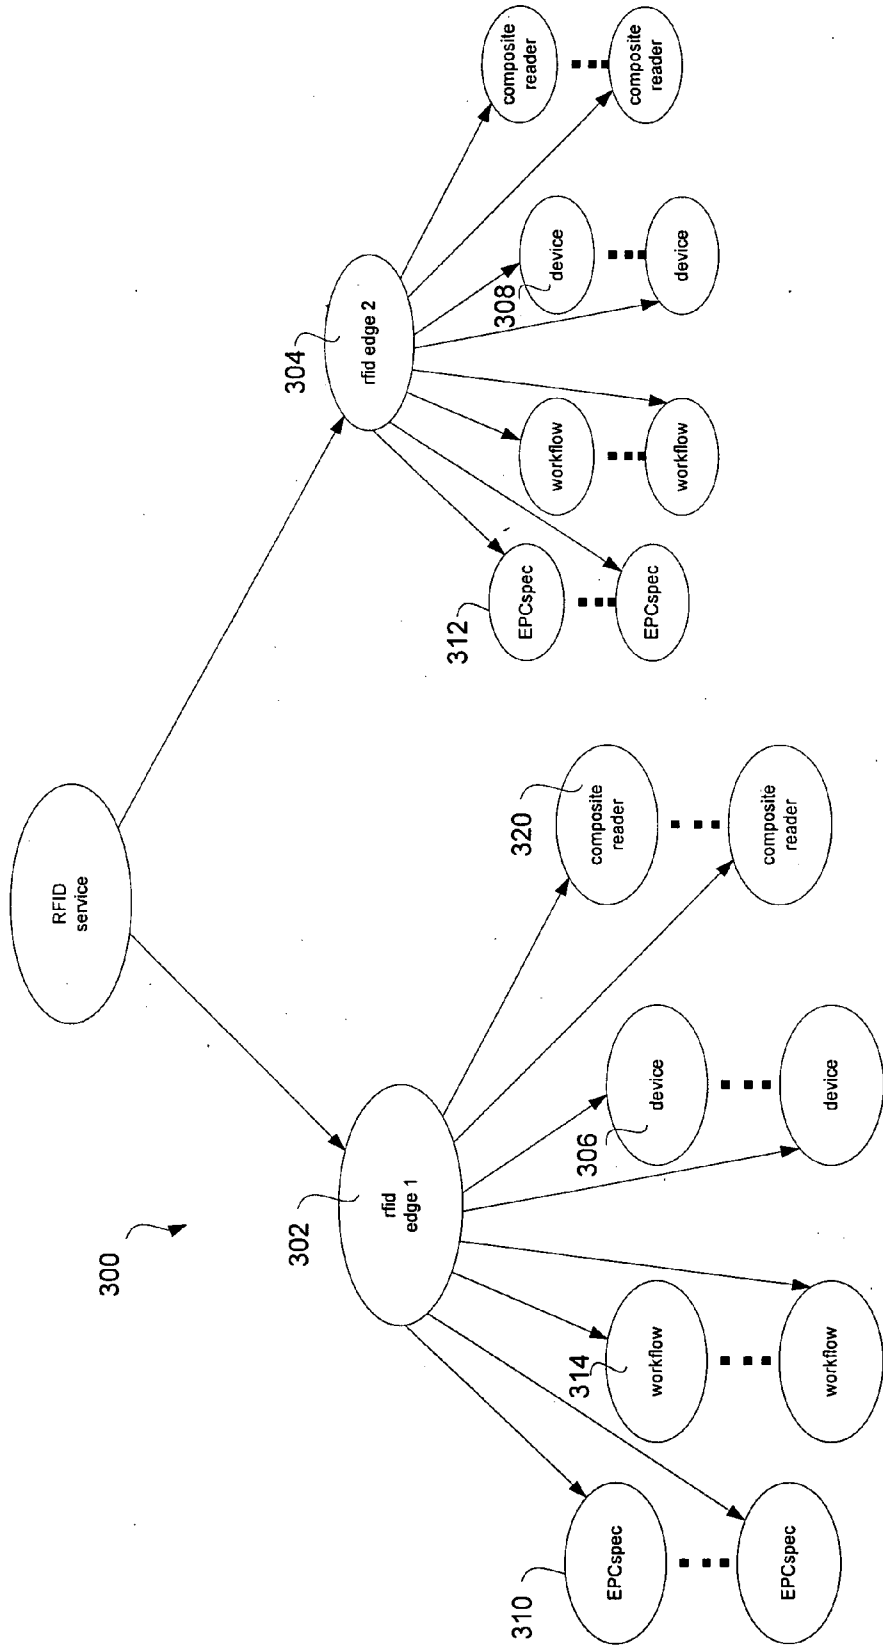 300
RFID
service
302
rfid
edge 1
304
rfid edge 2
310
EPCspec
EPCspec
314
workflow
workflow
306
device
device
320
composite
reader
composite
reader
312
EPCspec
EPCspec
workflow
workflow
308
device
device
composite
reader
composite
reader